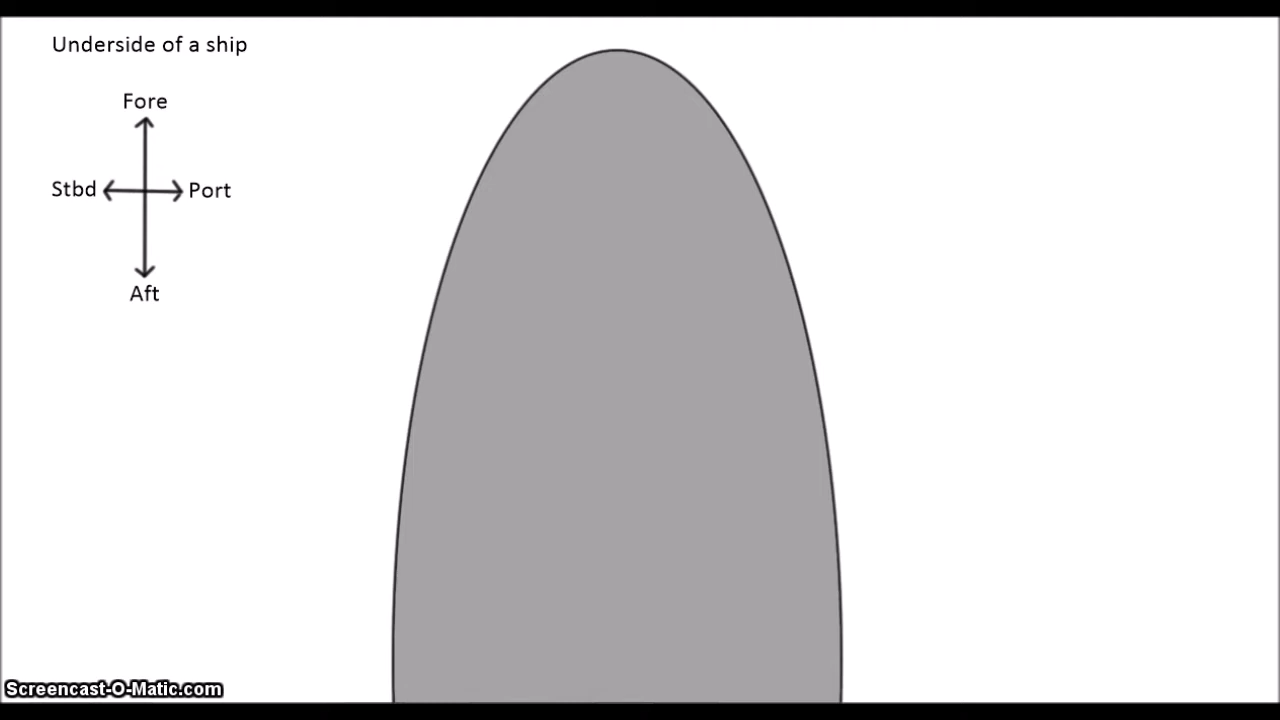 Underside of a ship
Fore
Stbd
Port
Aft
Screencast-O-Matic.com